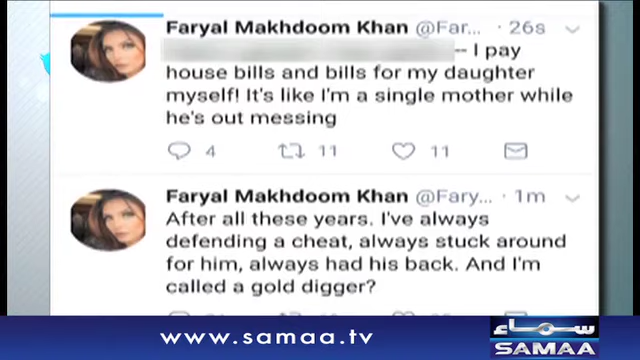 Faryal Makhdoom Khan @Far... · 26s
-- I pay
house bills and bills for my daughter
myself! It's like I'm a single mother while
he's out messing
4 11 11
Faryal Makhdoom Khan @Fary... · 1m
After all these years. I've always
defending a cheat, always stuck around
for him, always had his back. And I'm
called a gold digger?
www.samaa.tv
سماء
SAMAA